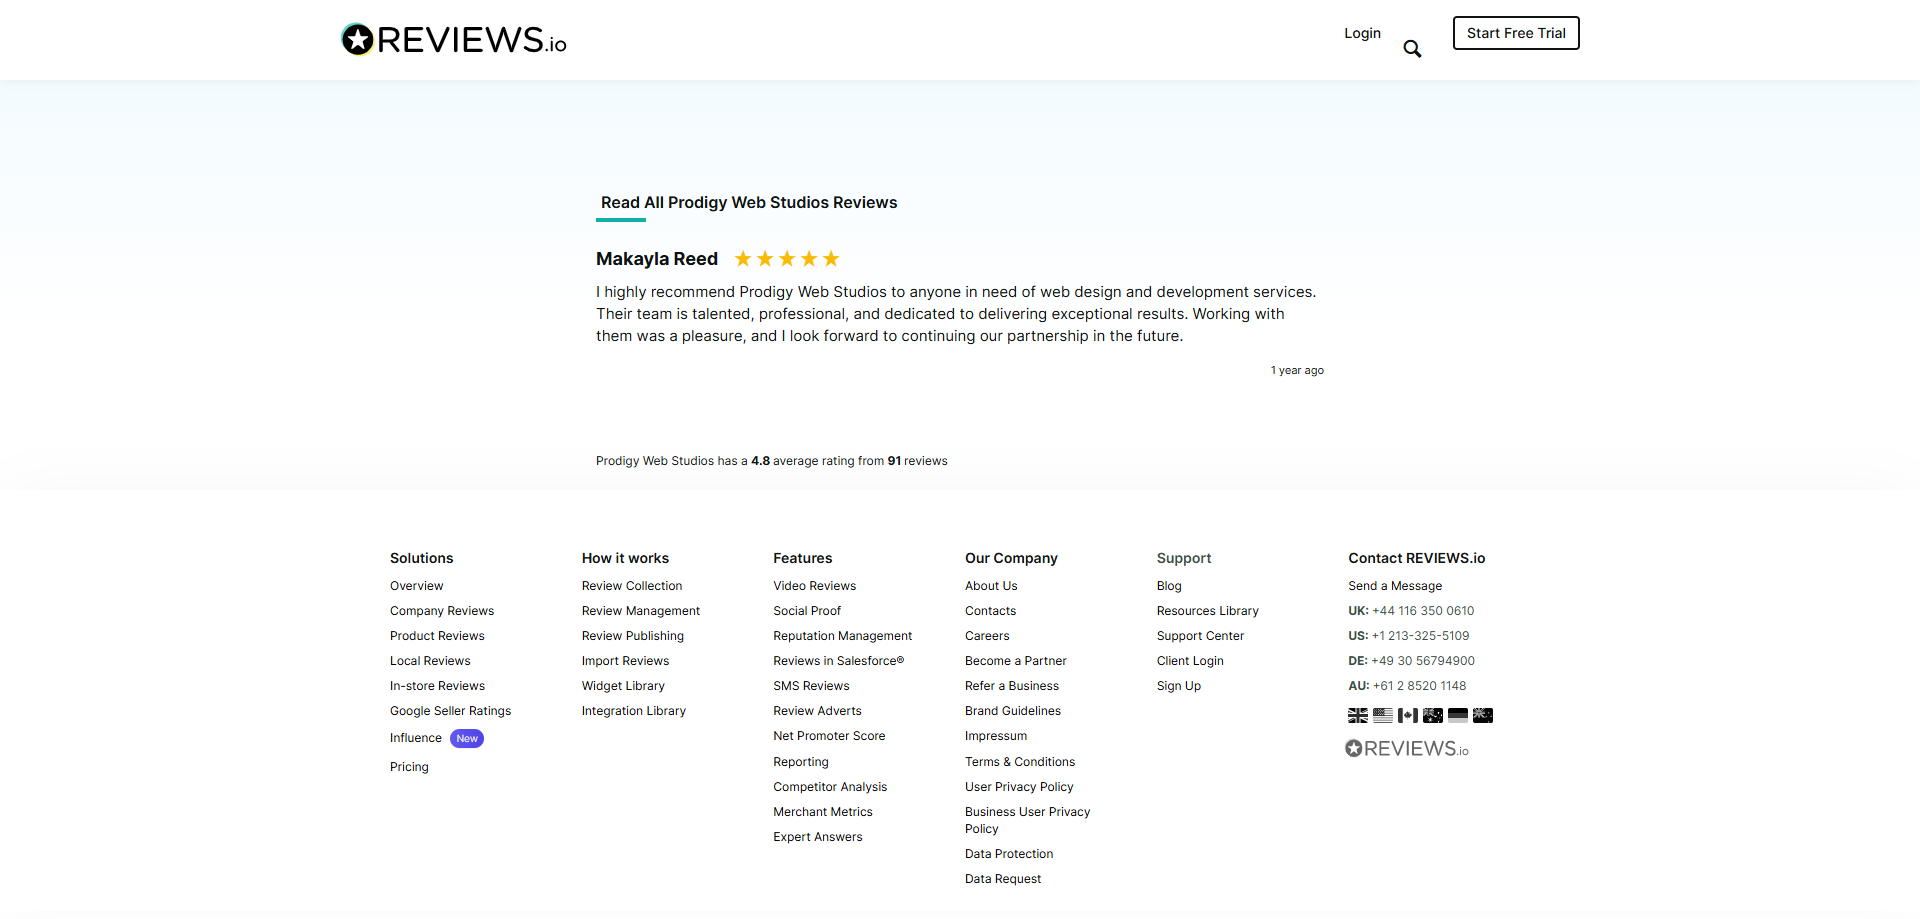 REVIEWS.io
Login
Start Free Trial
Read All Prodigy Web Studios Reviews
Makayla Reed
I highly recommend Prodigy Web Studios to anyone in need of web design and development services.
Their team is talented, professional, and dedicated to delivering exceptional results. Working with
them was a pleasure, and I look forward to continuing our partnership in the future.
1 year ago
Prodigy Web Studios has a 4.8 average rating from 91 reviews
Solutions
Overview
Company Reviews
Product Reviews
Local Reviews
In-store Reviews
Google Seller Ratings
Influence New
Pricing
How it works
Review Collection
Review Management
Review Publishing
Import Reviews
Widget Library
Integration Library
Features
Video Reviews
Social Proof
Reputation Management
Reviews in Salesforce®
SMS Reviews
Review Adverts
Net Promoter Score
Reporting
Competitor Analysis
Merchant Metrics
Expert Answers
Our Company
About Us
Contacts
Careers
Become a Partner
Refer a Business
Brand Guidelines
Impressum
Terms & Conditions
User Privacy Policy
Business User Privacy
Policy
Data Protection
Data Request
Support
Blog
Resources Library
Support Center
Client Login
Sign Up
Contact REVIEWS.io
Send a Message
UK: +44 116 350 0610
US: +1 213-325-5109
DE: +49 30 56794900
AU: +61 2 8520 1148
REVIEWS.io